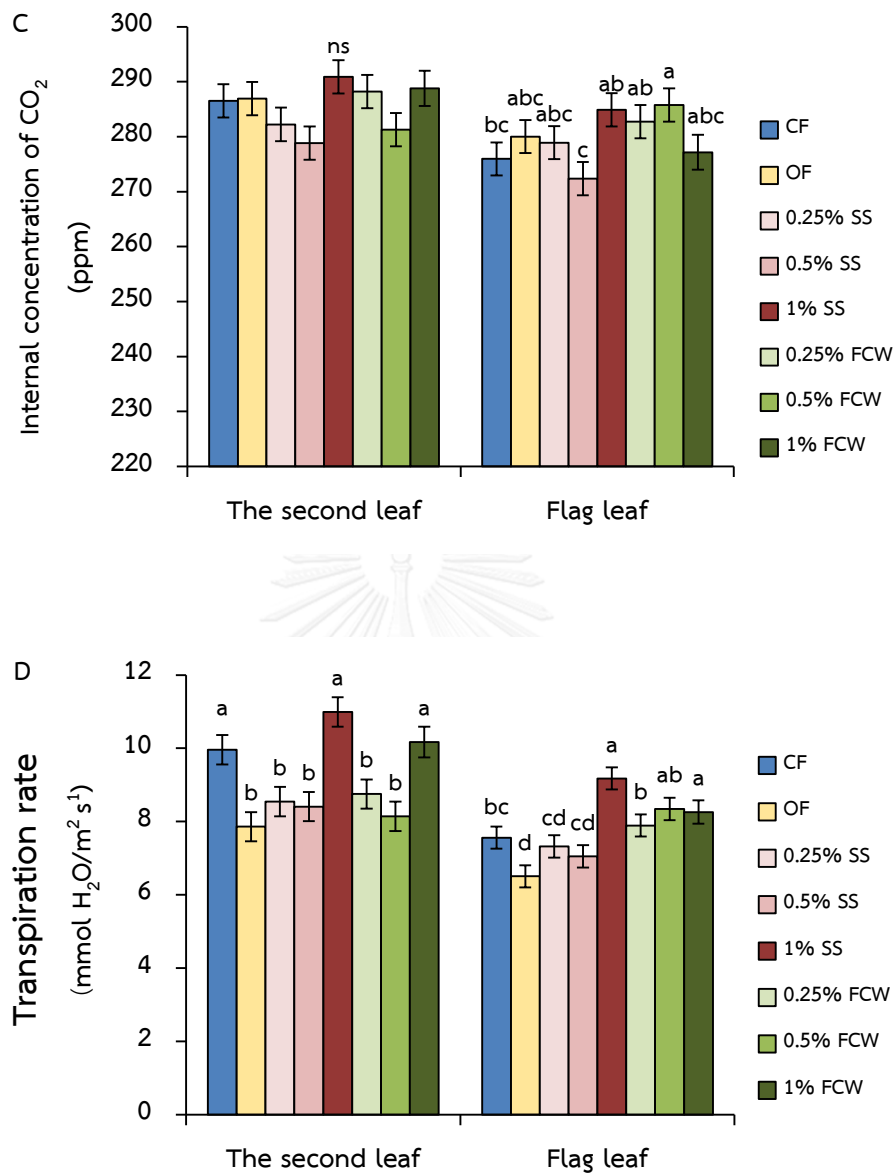 C
Internal concentration of CO₂
(ppm)
300
290
280
270
260
250
240
230
220
ns
bc
abc
abc
c
ab
ab
a
abc
The second leaf
Flag leaf
CF
OF
0.25% SS
0.5% SS
1% SS
0.25% FCW
0.5% FCW
1% FCW
D
Transpiration rate
(mmol H₂O/m² s¹)
12
10
8
6
4
2
0
a
b
b
b
a
b
b
a
bc
d
cd
cd
a
b
ab
a
The second leaf
Flag leaf
CF
OF
0.25% SS
0.5% SS
1% SS
0.25% FCW
0.5% FCW
1% FCW